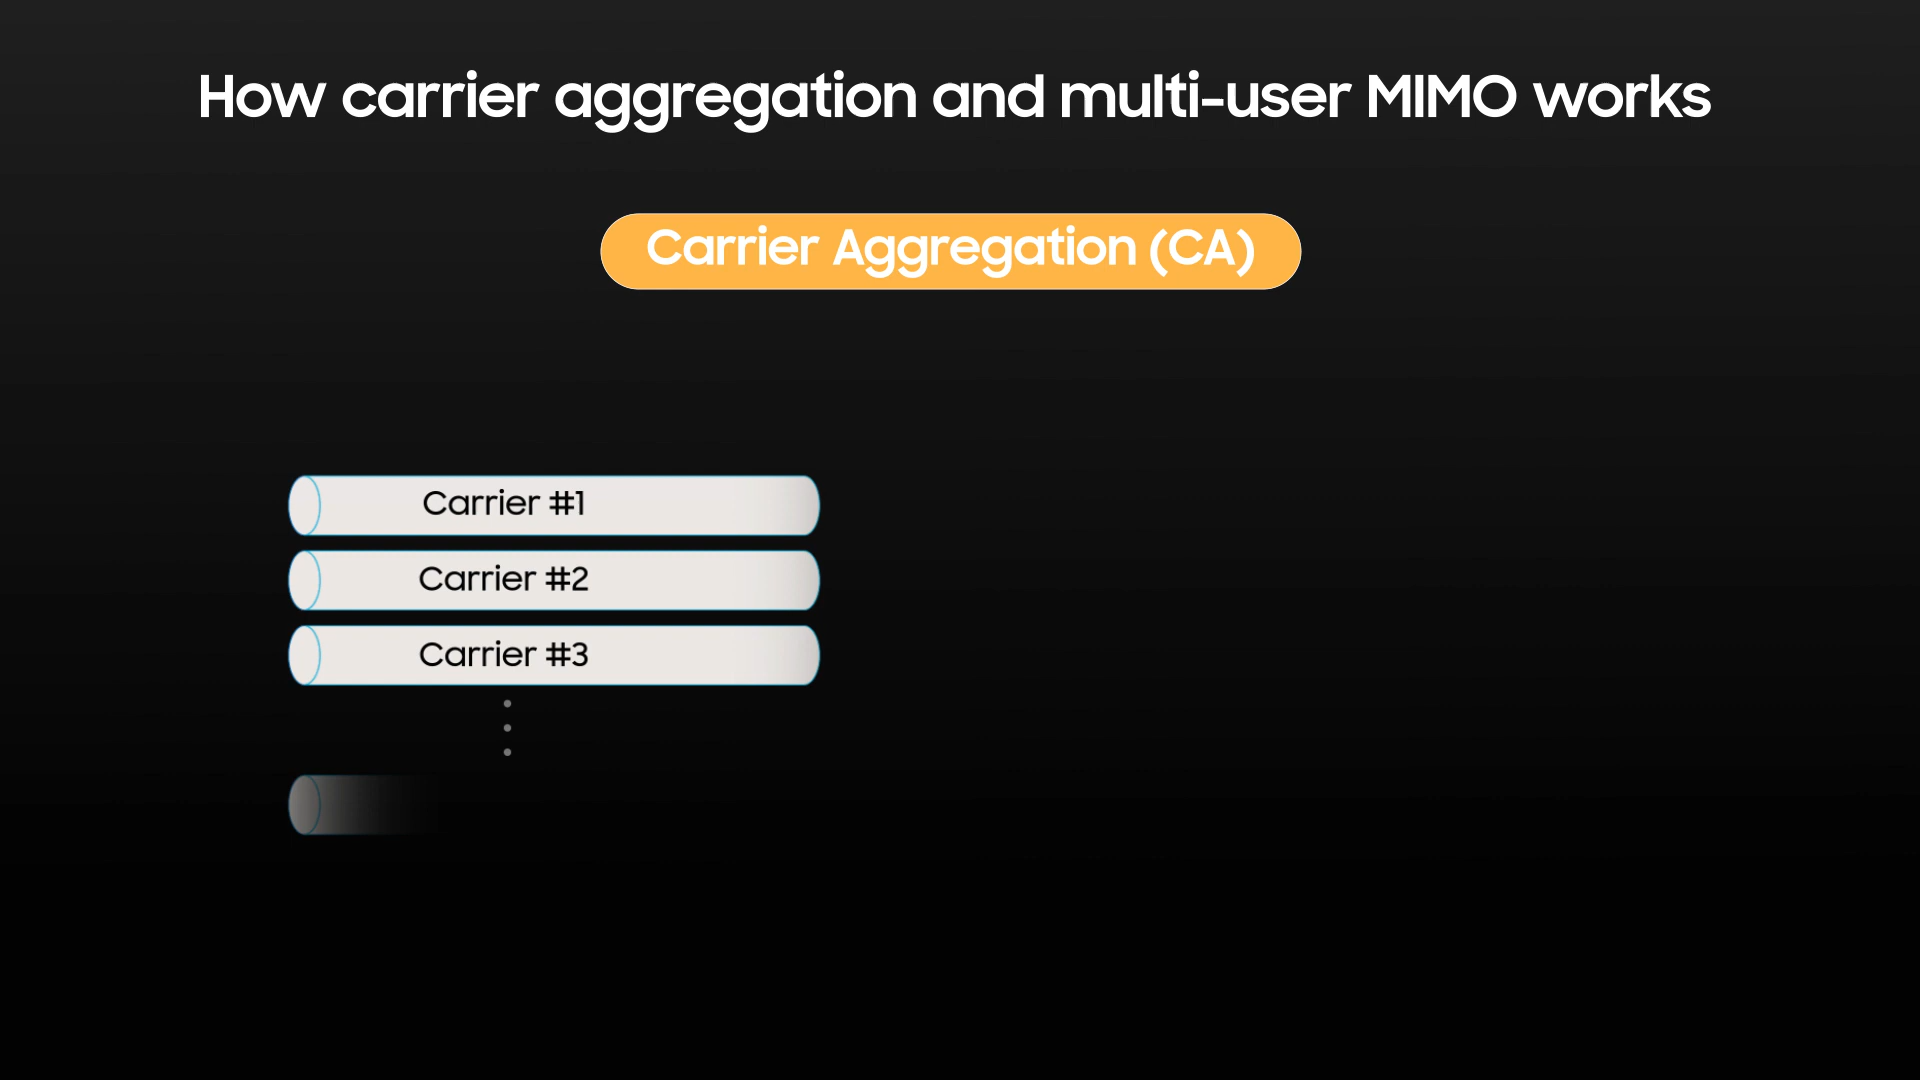 How carrier aggregation and multi-user MIMO works
Carrier Aggregation (CA)
Carrier #1
Carrier #2
Carrier #3